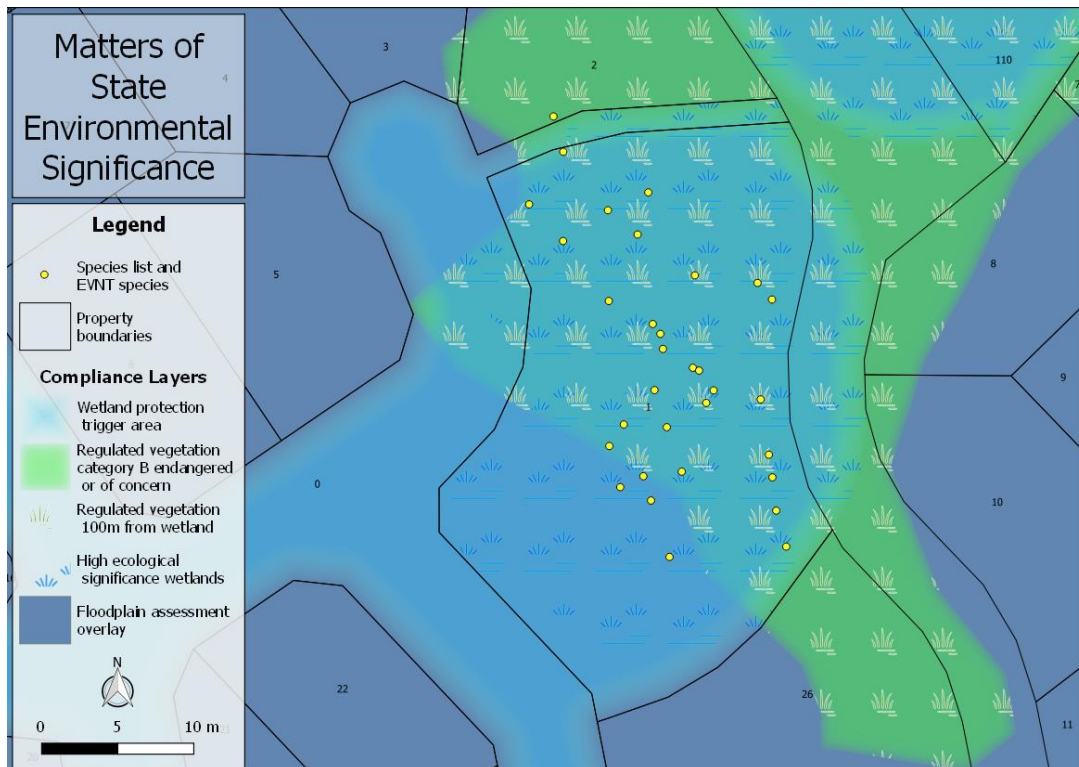 Matters of
State
Environmental
Significance
Legend
Species list and
EVNT species
Property
boundaries
Compliance Layers
Wetland protection
trigger area
Regulated vegetation
category B endangered
or of concern
Regulated vegetation
100m from wetland
High ecological
significance wetlands
Floodplain assessment
overlay
N
0 5 10 m
3
4
2
110
5
8
9
1
0
10
22
26
11
20